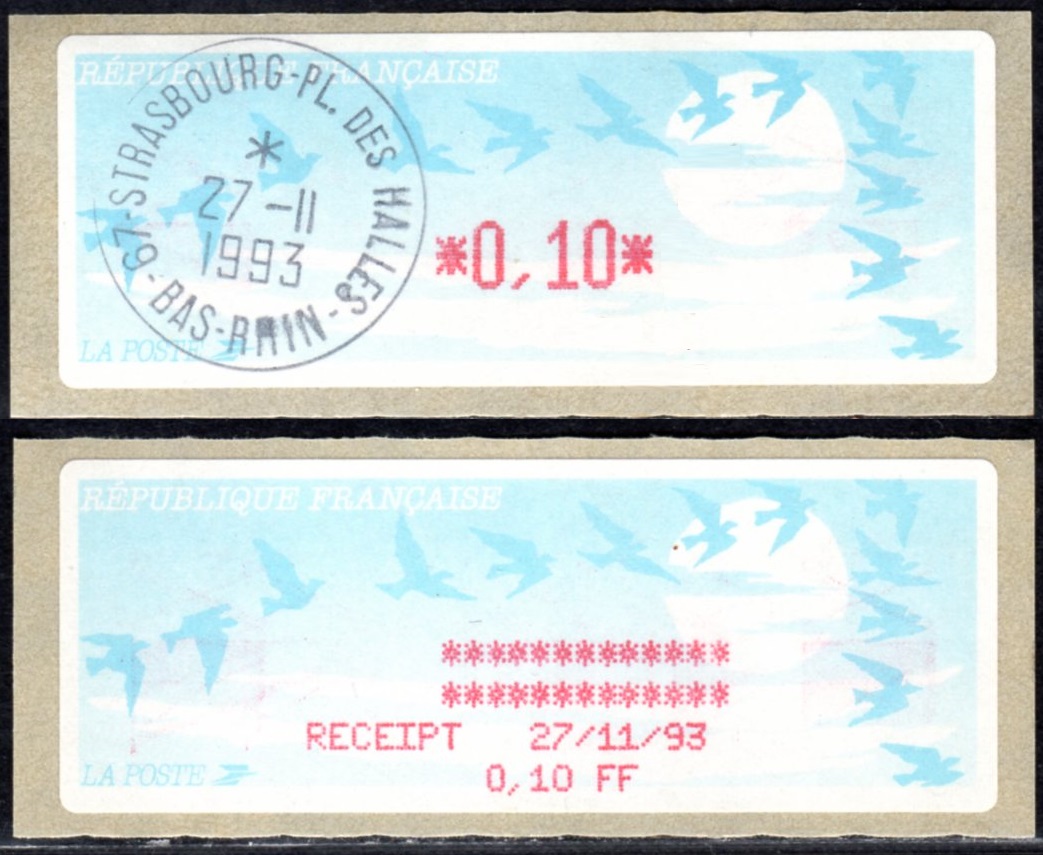 RÉPUBLIQUE FRANÇAISE
67-STRASBOURG-PL. DES HALLES-BAS-RHIN-
*
27-11
1993
*0,10*
LA POSTE
RÉPUBLIQUE FRANÇAISE
*************
*************
RECEIPT 27/11/93
0,10 FF
LA POSTE